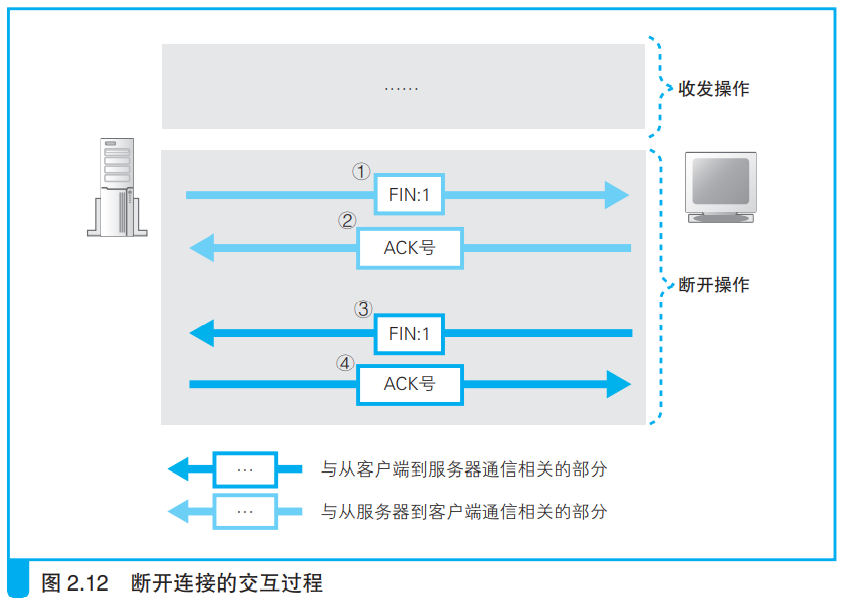 ……
收发操作
①
FIN:1
②
ACK号
断开操作
③
FIN:1
④
ACK号
… 与从客户端到服务器通信相关的部分
… 与从服务器到客户端通信相关的部分
图 2.12 断开连接的交互过程